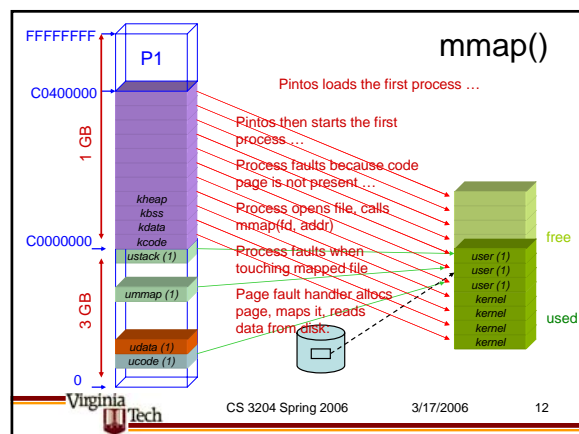 mmap()
FFFFFFFF
P1
C0400000
1 GB
kheap
kbss
kdata
kcode
C0000000
ustack (1)
3 GB
ummap (1)
udata (1)
ucode (1)
0
Pintos loads the first process …
Pintos then starts the first
process …
Process faults because code
page is not present …
Process opens file, calls
mmap(fd, addr)
Process faults when
touching mapped file
Page fault handler allocs
page, maps it, reads
data from disk:
free
user (1)
user (1)
user (1)
kernel
kernel
kernel
kernel
used
Virginia
Tech
CS 3204 Spring 2006
3/17/2006
12